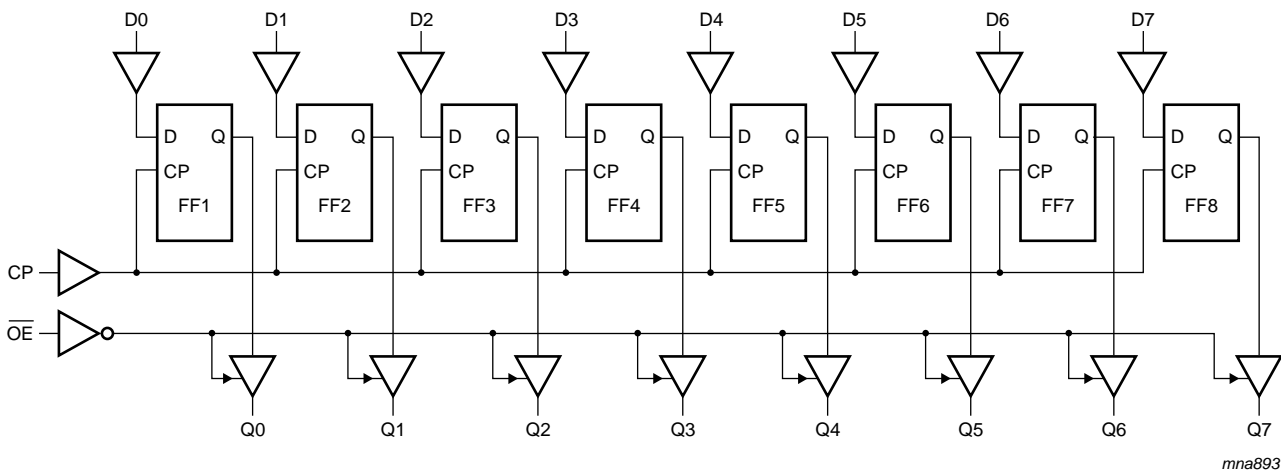 D0 D1 D2 D3 D4 D5 D6 D7
D Q D Q D Q D Q D Q D Q D Q D Q
CP CP CP CP CP CP CP CP
FF1 FF2 FF3 FF4 FF5 FF6 FF7 FF8
CP
O̅E̅
Q0 Q1 Q2 Q3 Q4 Q5 Q6 Q7
mna893